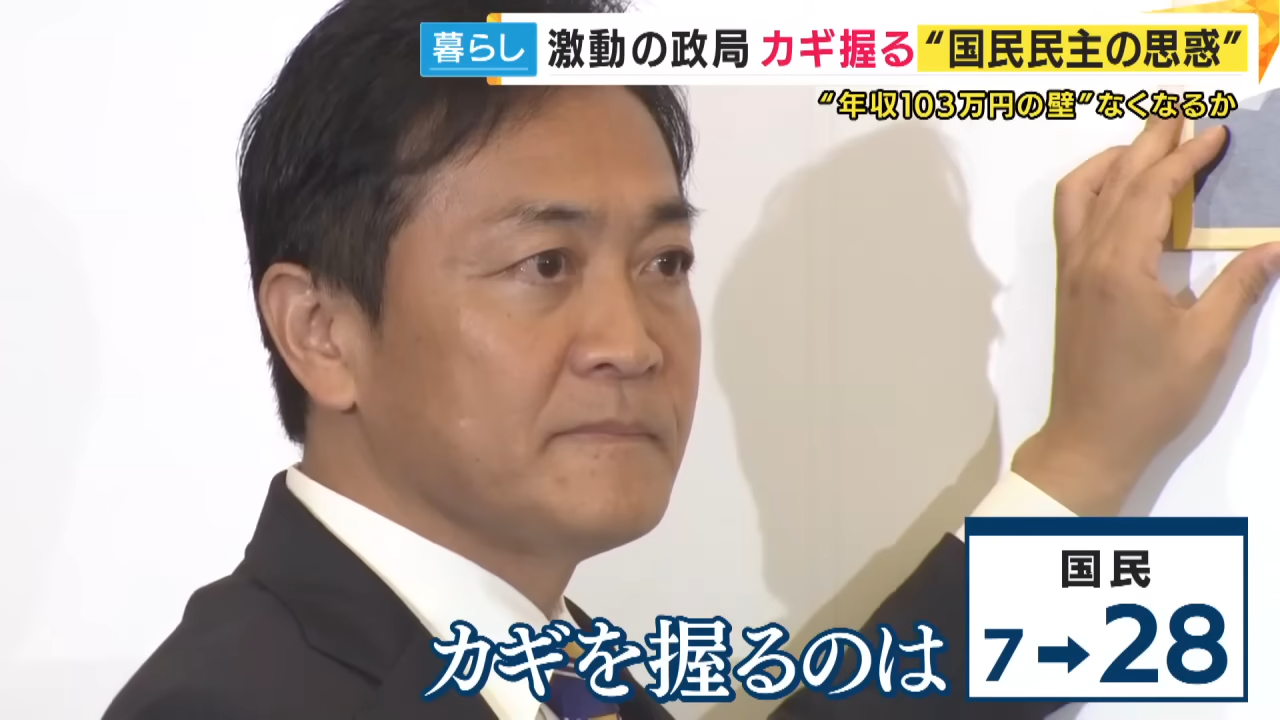 暮らし
激動の政局 カギ握る“国民民主の思惑”
“年収103万円の壁”なくなるか
国民
7→28
カギを握るのは